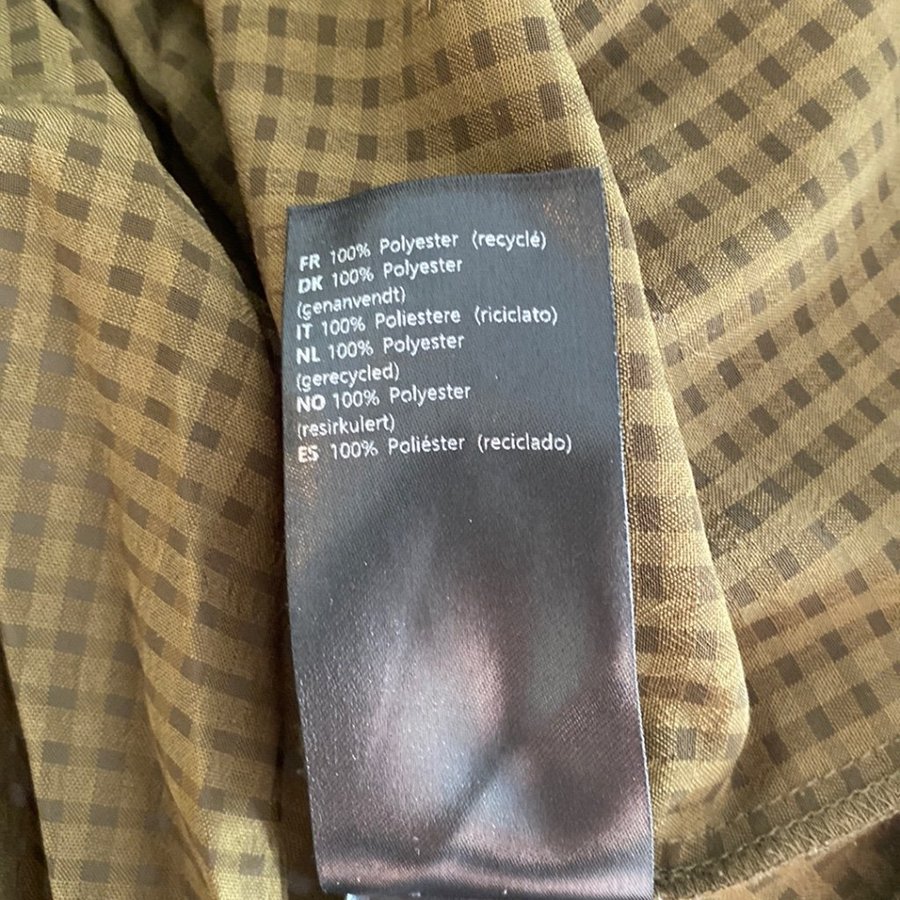 FR 100% Polyester (recyclé)
DK 100% Polyester
(genanvendt)
IT 100% Poliestere (riciclato)
NL 100% Polyester
(gerecycled)
NO 100% Polyester
(resirkulert)
ES 100% Poliéster (reciclado)